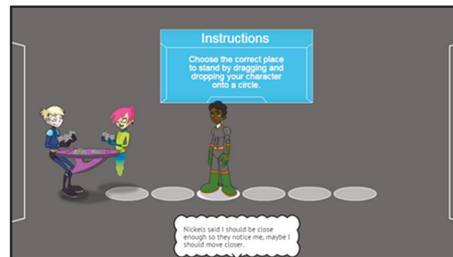 Instructions
Choose the correct place
to stand by dragging and
dropping your character
onto a circle.
Nickels said I should be close
enough so they notice me, maybe I
should move closer.